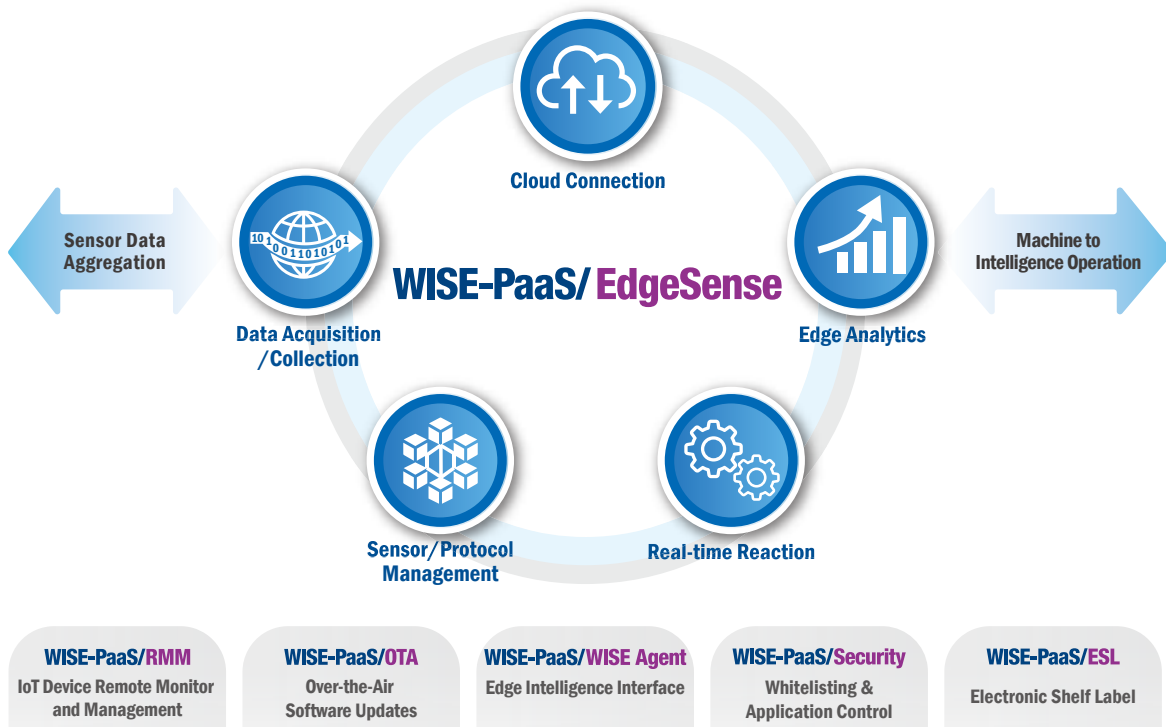 Cloud Connection
Sensor Data
Aggregation
10 1001101010 1
Machine to
Intelligence Operation
WISE-PaaS/ EdgeSense
Data Acquisition
/Collection
Edge Analytics
Sensor/Protocol
Management
Real-time Reaction
WISE-PaaS/RMM
IoT Device Remote Monitor
and Management
WISE-PaaS/OTA
Over-the-Air
Software Updates
WISE-PaaS/WISE Agent
Edge Intelligence Interface
WISE-PaaS/Security
Whitelisting &
Application Control
WISE-PaaS/ESL
Electronic Shelf Label